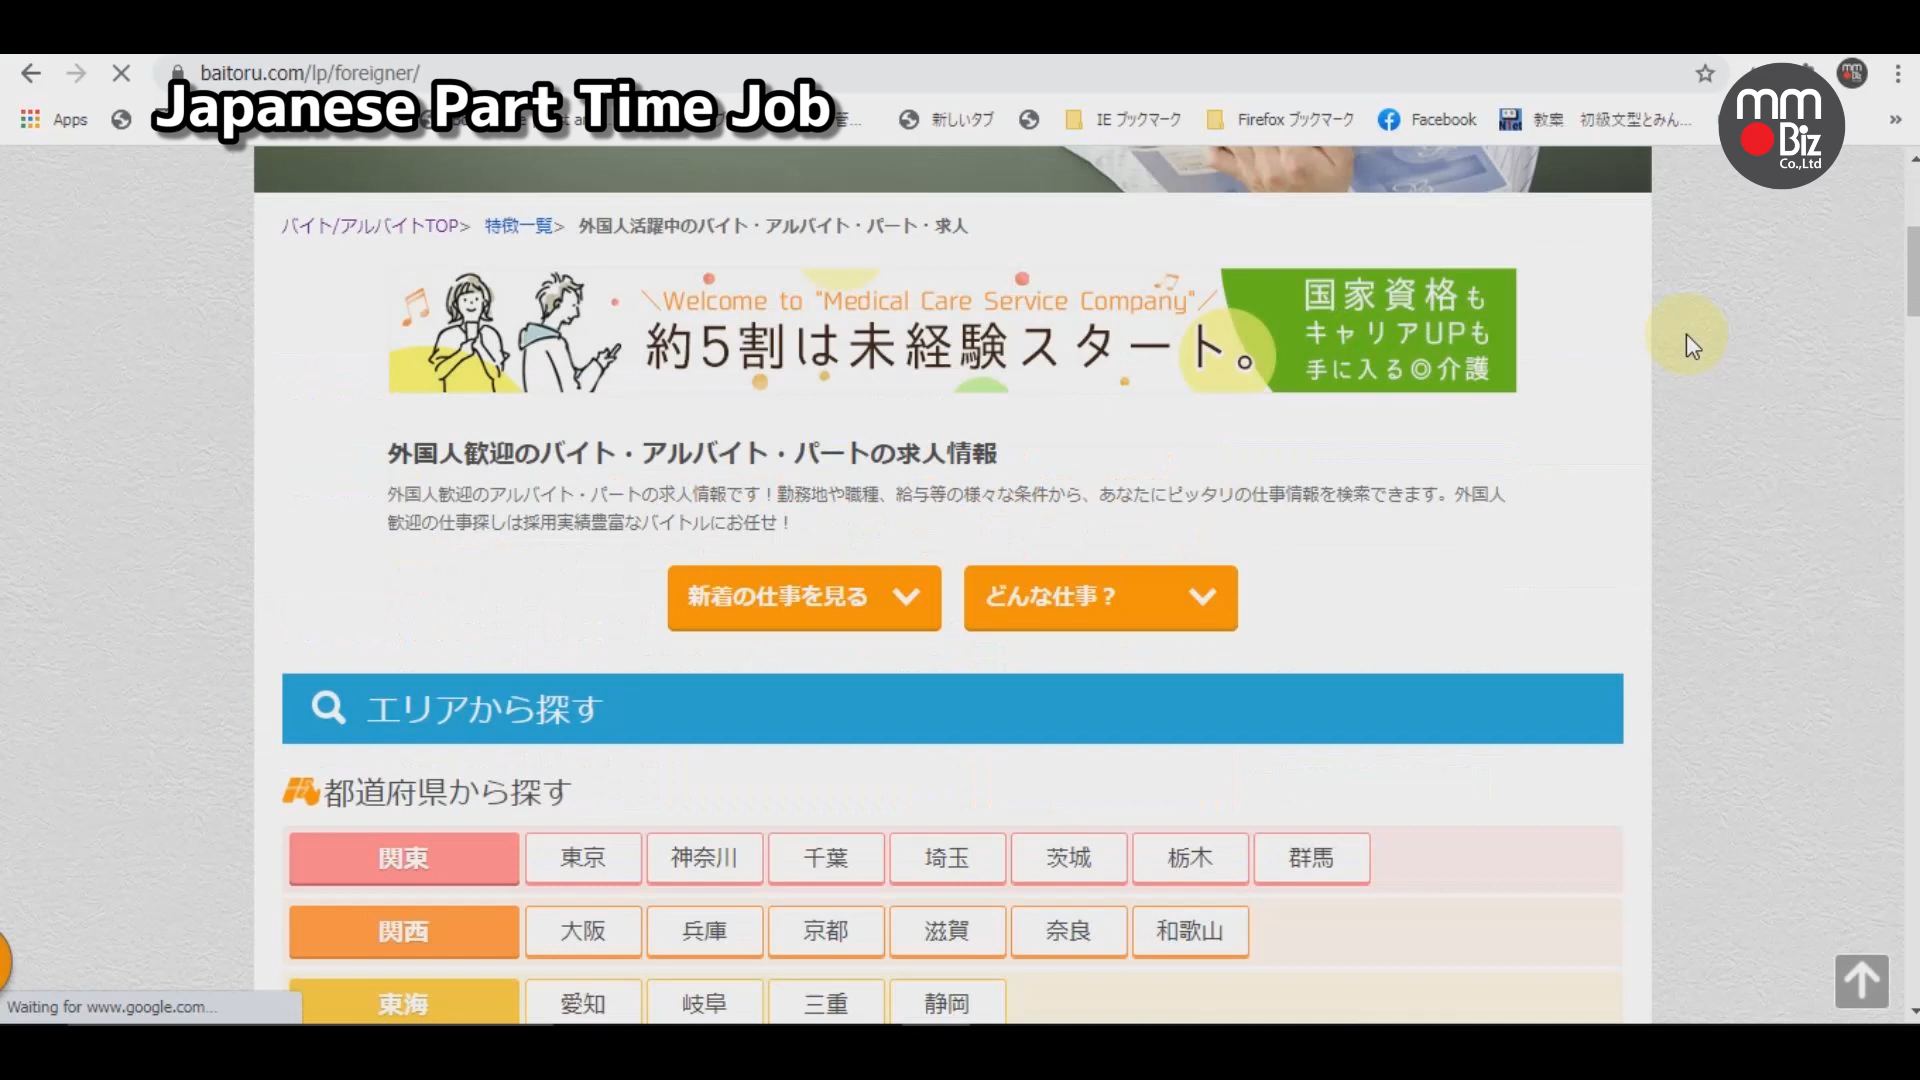 baitoru.com/lp/foreigner/
Japanese Part Time Job
Apps
新しいタブ
IE ブックマーク
Firefox ブックマーク
Facebook
教案 初級文型とみん...
mm
Biz
Co.,Ltd
バイト/アルバイトTOP> 特徴一覧> 外国人活躍中のバイト・アルバイト・パート・求人
\Welcome to "Medical Care Service Company"/
約5割は未経験スタート。
国家資格も
キャリアUPも
手に入る◎介護
外国人歓迎のバイト・アルバイト・パートの求人情報
外国人歓迎のアルバイト・パートの求人情報です！勤務地や職種、給与等の様々な条件から、あなたにピッタリの仕事情報を検索できます。外国人
歓迎の仕事探しは採用実績豊富なバイトルにお任せ！
新着の仕事を見る
どんな仕事？
エリアから探す
都道府県から探す
関東 東京 神奈川 千葉 埼玉 茨城 栃木 群馬
関西 大阪 兵庫 京都 滋賀 奈良 和歌山
東海 愛知 岐阜 三重 静岡
Waiting for www.google.com...